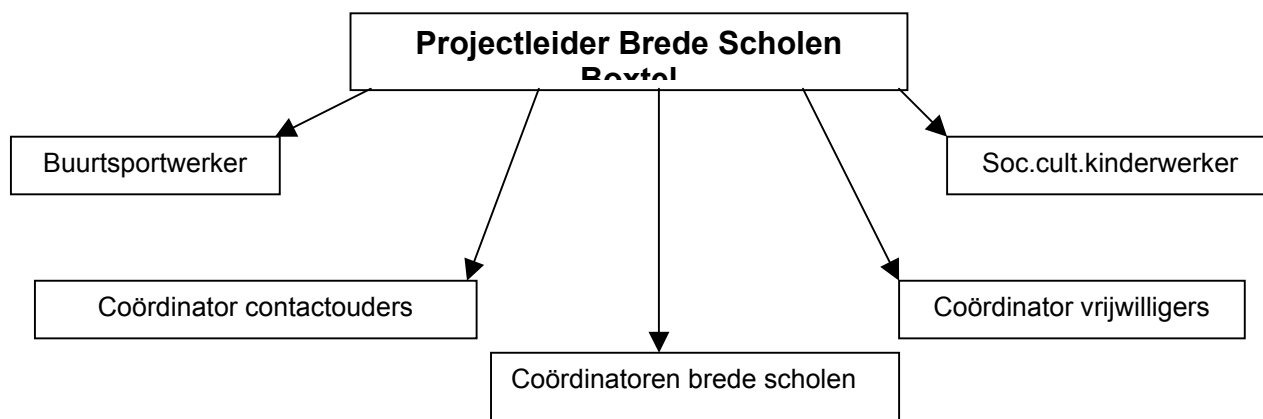 Projectleider Brede Scholen
Boxtel
Buurtsportwerker
Soc.cult.kinderwerker
Coördinator contactouders
Coördinator vrijwilligers
Coördinatoren brede scholen